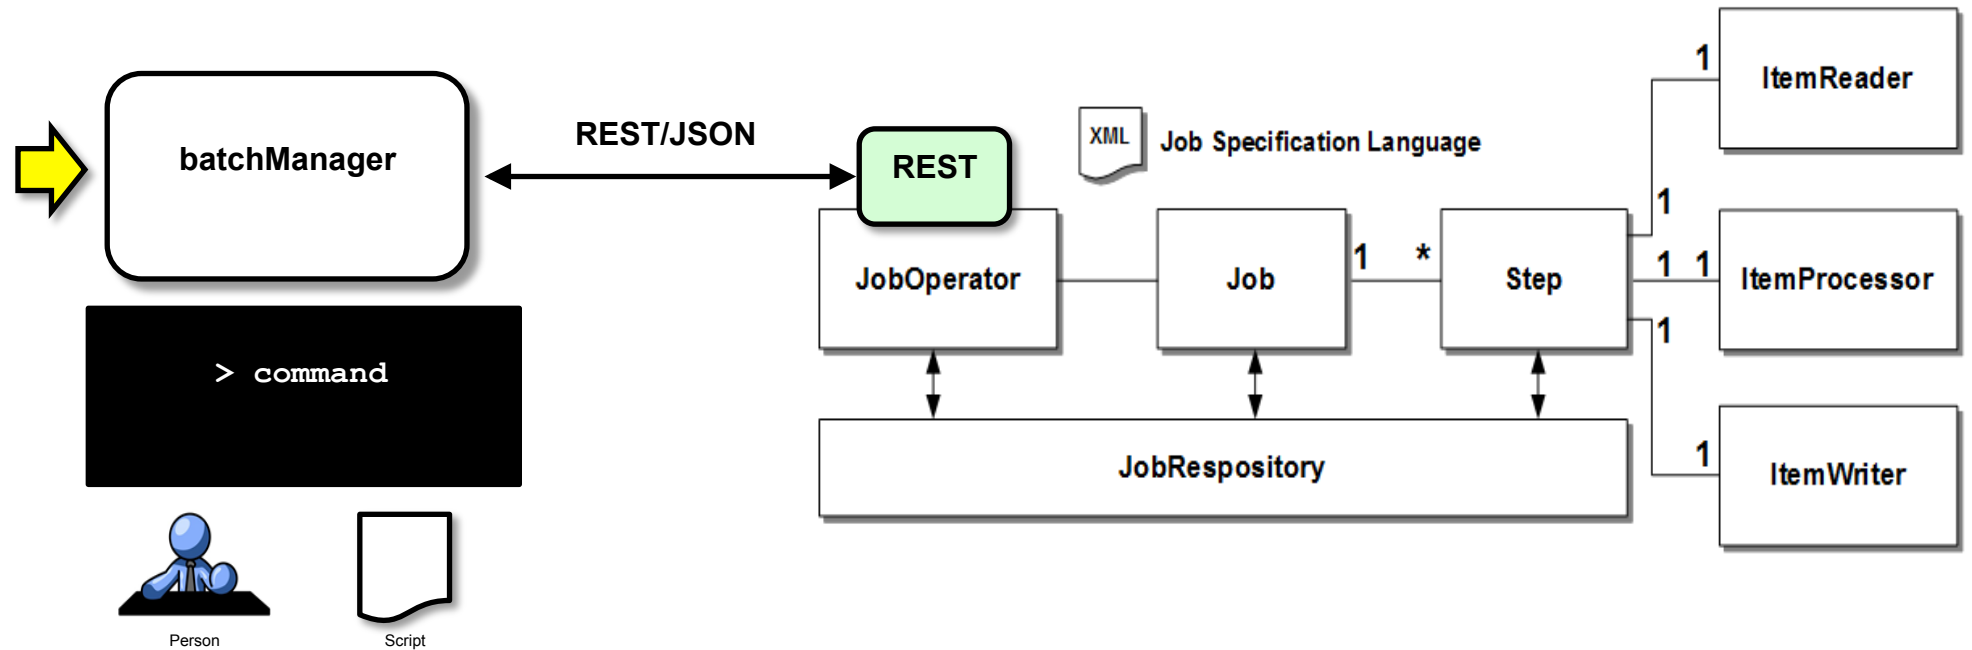 batchManager
> command
Person
Script
REST/JSON
REST
XML
Job Specification Language
JobOperator
Job
1
*
Step
JobRespository
1
1
ItemReader
1
1
ItemProcessor
1
1
ItemWriter